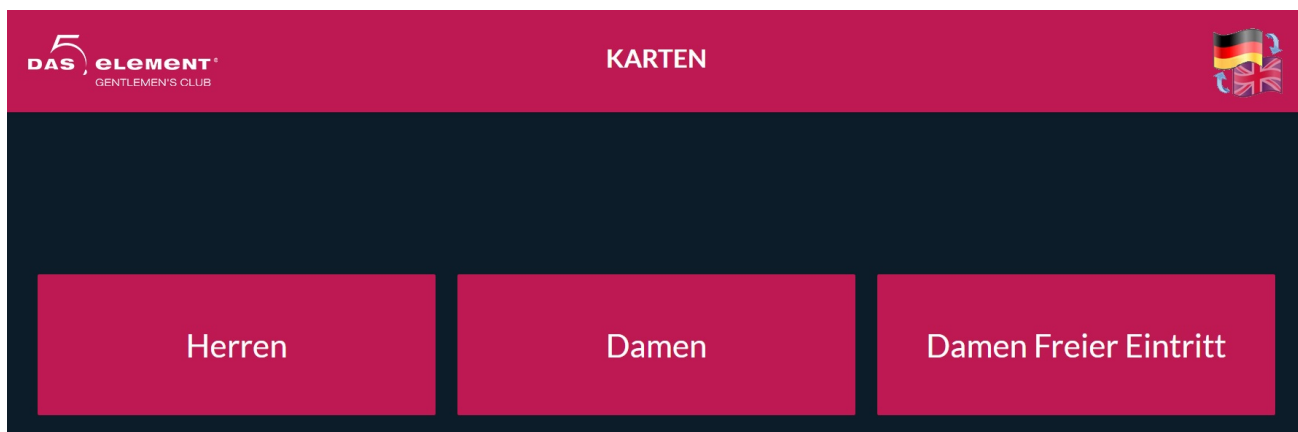 DAS 5 ELEMENT®
GENTLEMEN'S CLUB
KARTEN
Herren
Damen
Damen Freier Eintritt